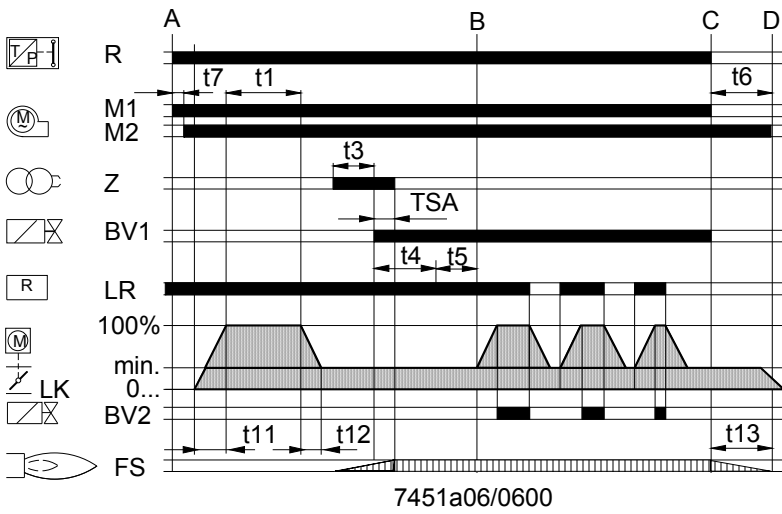 A B C D
T/P R
t7 t1 t6
M~ M1
M2
t3
Z
TSA
BV1
t4 t5
R LR
100%
M
min.
LK 0...
BV2
t11 t12 t13
FS
7451a06/0600